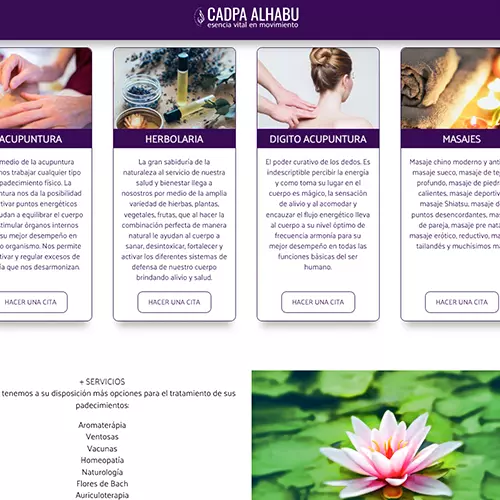 CADPA ALHABU
esencia vital en movimiento
ACUPUNTURA
medio de la acupuntura
nos trabajar cualquier tipo
padecimiento físico. La
ntura nos da la posibilidad
tivar puntos energéticos
udan a equilibrar el cuerpo
stimular órganos internos
su mejor desempeño en
o organismo. Nos permite
tivar y regular excesos de
ía que nos desarmonizan.
HACER UNA CITA
HERBOLARIA
La gran sabiduría de la
naturaleza al servicio de nuestra
salud y bienestar llega a
nosostros por medio de la amplia
variedad de hierbas, plantas,
vegetales, frutas, que al hacer la
combinación perfecta de manera
natural le ayudan al cuerpo a
sanar, desintoxicar, fortalecer y
activar los diferentes sistemas de
defensa de nuestro cuerpo
brindando alivio y salud.
HACER UNA CITA
DIGITO ACUPUNTURA
El poder curativo de los dedos. Es
indescriptible percibir la energía
y como toma su lugar en el
cuerpo es mágico, la sensación
de alivio y al acomodar y
encauzar el flujo energético lleva
al cuerpo a su nivel óptimo de
frecuencia armonía para su
mejor desempeño en todas las
funciones básicas del ser
humano.
HACER UNA CITA
MASAJES
Masaje chino moderno y ant
masaje sueco, masaje de te
profundo, masaje de pied
calientes, masaje deportiv
masaje Shiatsu, masaje d
puntos desencordantes, mas
de pareja, masaje pre nata
masaje erótico, reductivo, mas
tailandés y muchísimos m
HACER UNA CITA
+ SERVICIOS
tenemos a su disposición más opciones para el tratamiento de sus
padecimientos:
Aromaterápia
Ventosas
Vacunas
Homeopatía
Naturología
Flores de Bach
Auriculoterapia